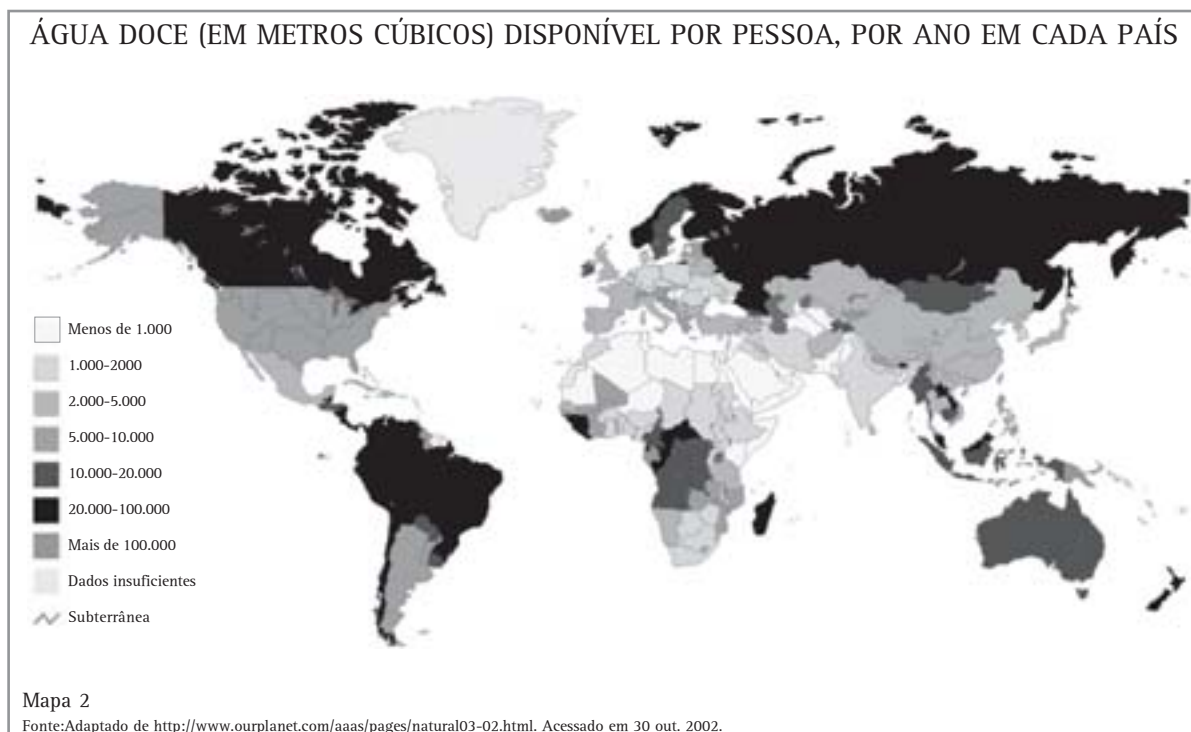 ÁGUA DOCE (EM METROS CÚBICOS) DISPONÍVEL POR PESSOA, POR ANO EM CADA PAÍS
Menos de 1.000
1.000-2000
2.000-5.000
5.000-10.000
10.000-20.000
20.000-100.000
Mais de 100.000
Dados insuficientes
Subterrânea
Mapa 2
Fonte:Adaptado de http://www.ourplanet.com/aaas/pages/natural03-02.html. Acessado em 30 out. 2002.